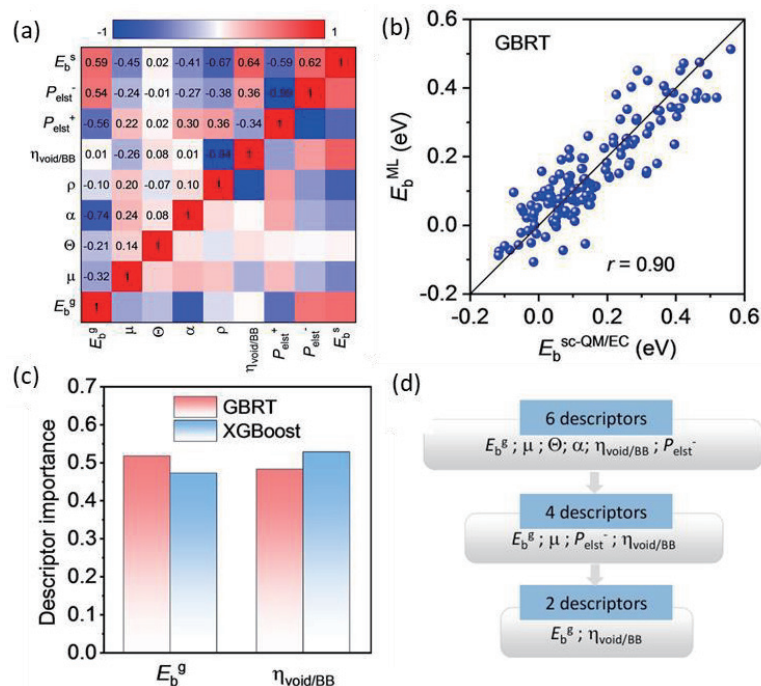 (a)
-1 1
E_b^s 0.59 -0.45 0.02 -0.41 -0.67 0.64 -0.59 0.62 1
P_elst^- 0.54 -0.24 -0.01 -0.27 -0.38 0.36 1
P_elst^+ -0.56 0.22 0.02 0.30 0.36 -0.34 1
η_void/BB 0.01 -0.26 0.08 0.01 -0.94 1
ρ -0.10 0.20 -0.07 0.10 1
α -0.74 0.24 0.08 1
Θ -0.21 0.14 1
μ -0.32 1
E_b^g 1
E_b^g μ Θ α ρ η_void/BB P_elst^+ P_elst^- E_b^s
(b)
GBRT
E_b^ML (eV)
0.6
0.4
0.2
0.0
-0.2
r = 0.90
-0.2 0.0 0.2 0.4 0.6
E_b^sc-QM/EC (eV)
(c)
Descriptor importance
0.7
0.6
0.5
0.4
0.3
0.2
0.1
0.0
GBRT
XGBoost
E_b^g η_void/BB
(d)
6 descriptors
E_b^g ; μ ; Θ; α; η_void/BB ; P_elst^-
4 descriptors
E_b^g ; μ ; P_elst^- ; η_void/BB
2 descriptors
E_b^g ; η_void/BB